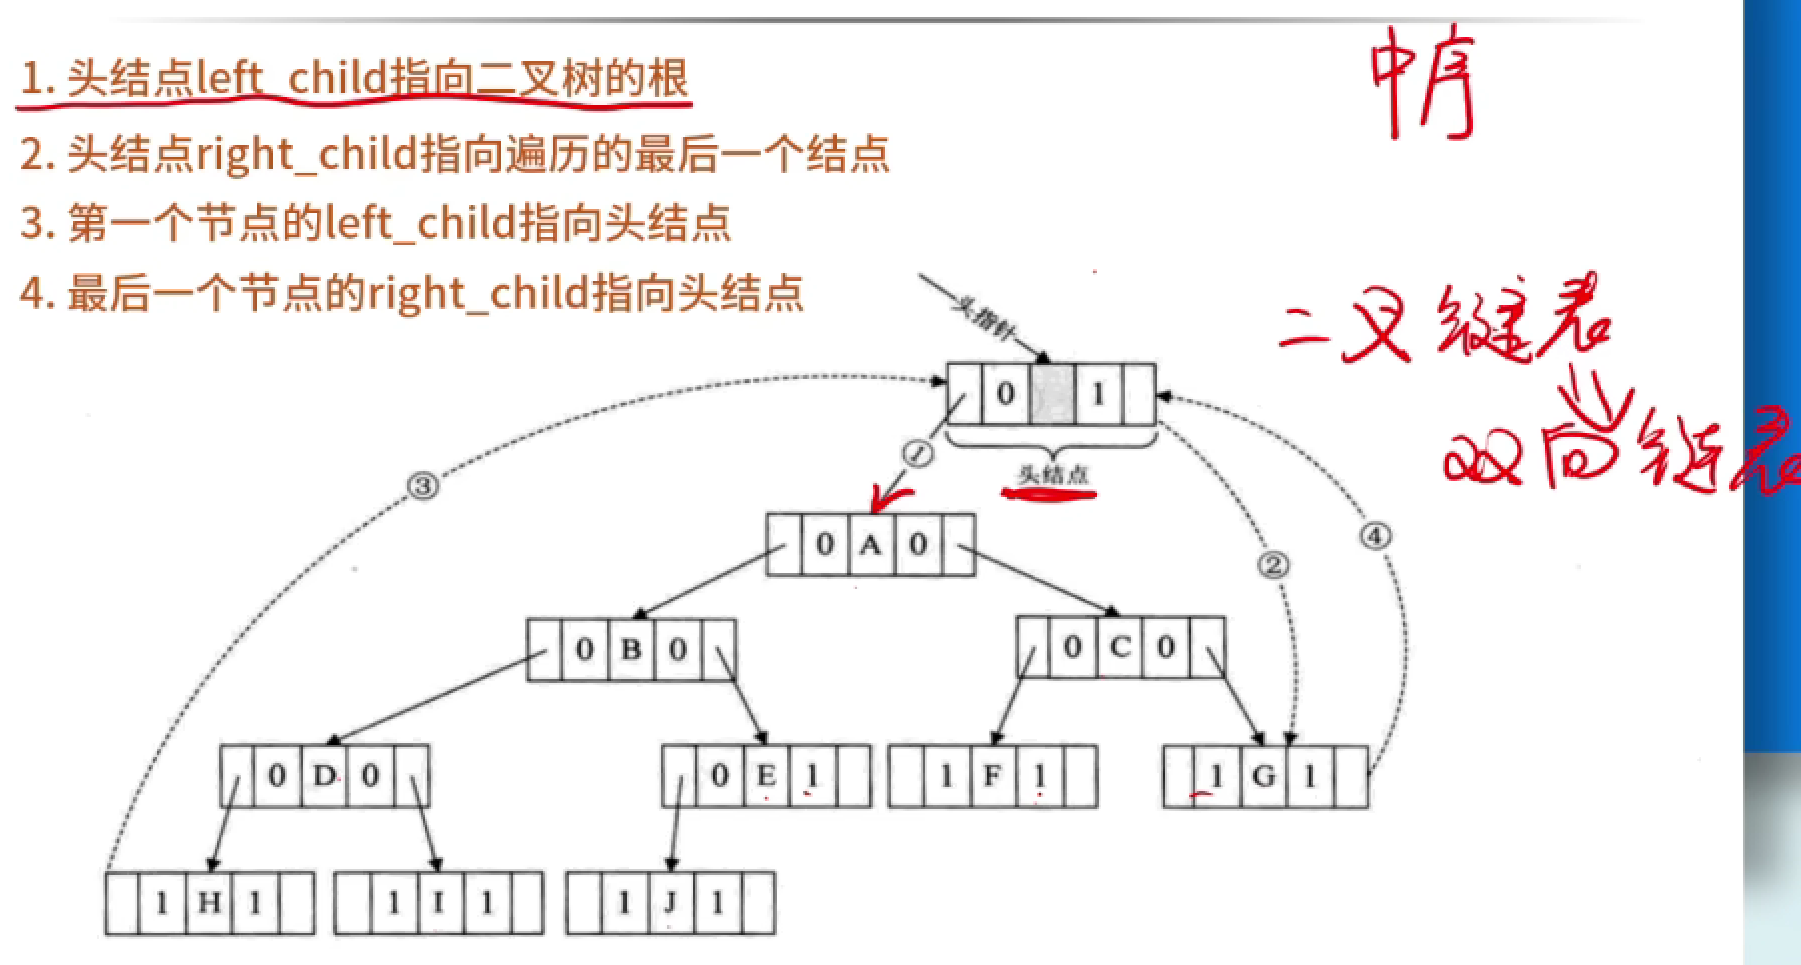 1. 头结点left_child指向二叉树的根
中序
2. 头结点right_child指向遍历的最后一个结点
3. 第一个节点的left_child指向头结点
4. 最后一个节点的right_child指向头结点
头指针
二叉链表
0 1
双向链表
①
头结点
③
④
0 A 0
②
0 B 0
0 C 0
0 D 0
0 E 1
1 F 1
1 G 1
1 H 1
1 I 1
1 J 1